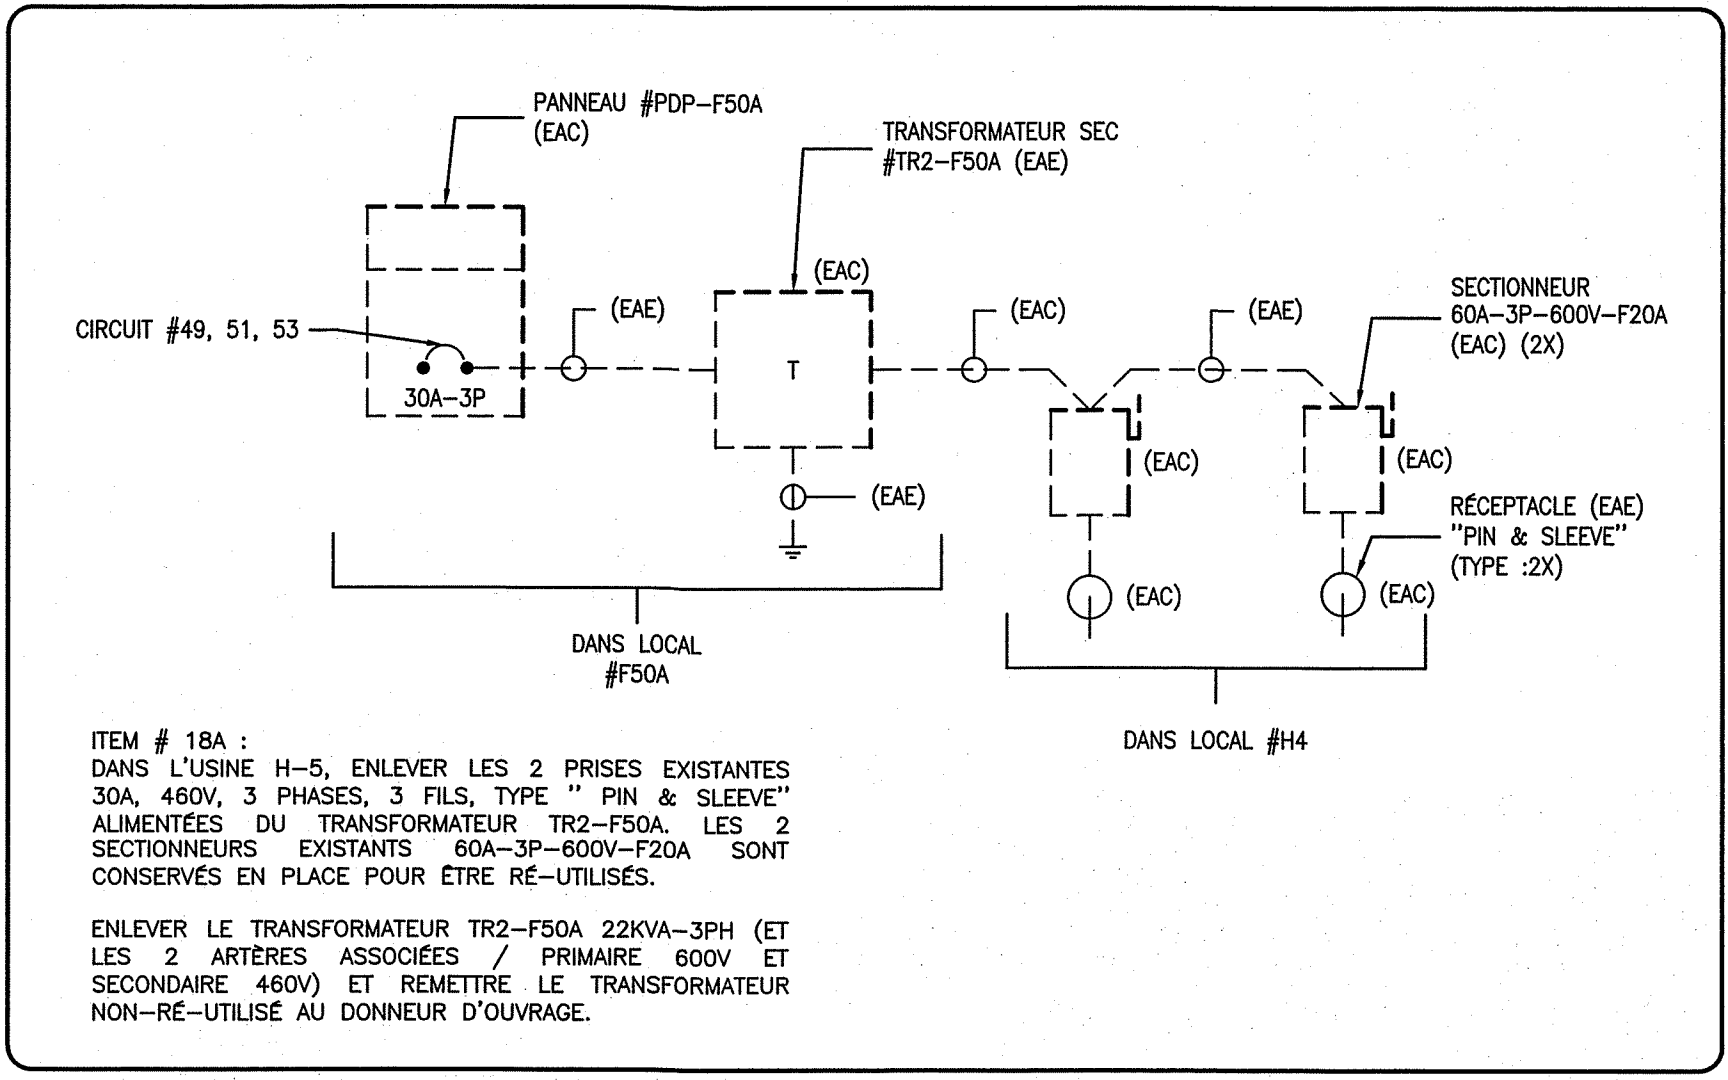 PANNEAU #PDP-F50A
(EAC)
TRANSFORMATEUR SEC
#TR2-F50A (EAE)
(EAC)
SECTIONNEUR
60A-3P-600V-F20A
(EAC) (2X)
CIRCUIT #49, 51, 53
(EAE)
(EAC)
(EAE)
T
30A-3P
(EAC)
(EAC)
(EAE)
RÉCEPTACLE (EAE)
"PIN & SLEEVE"
(TYPE :2X)
(EAC)
(EAC)
DANS LOCAL
#F50A
DANS LOCAL #H4
ITEM # 18A :
DANS L'USINE H-5, ENLEVER LES 2 PRISES EXISTANTES
30A, 460V, 3 PHASES, 3 FILS, TYPE " PIN & SLEEVE"
ALIMENTÉES DU TRANSFORMATEUR TR2-F50A. LES 2
SECTIONNEURS EXISTANTS 60A-3P-600V-F20A SONT
CONSERVÉS EN PLACE POUR ÊTRE RÉ-UTILISÉS.
ENLEVER LE TRANSFORMATEUR TR2-F50A 22KVA-3PH (ET
LES 2 ARTÈRES ASSOCIÉES / PRIMAIRE 600V ET
SECONDAIRE 460V) ET REMETTRE LE TRANSFORMATEUR
NON-RÉ-UTILISÉ AU DONNEUR D'OUVRAGE.